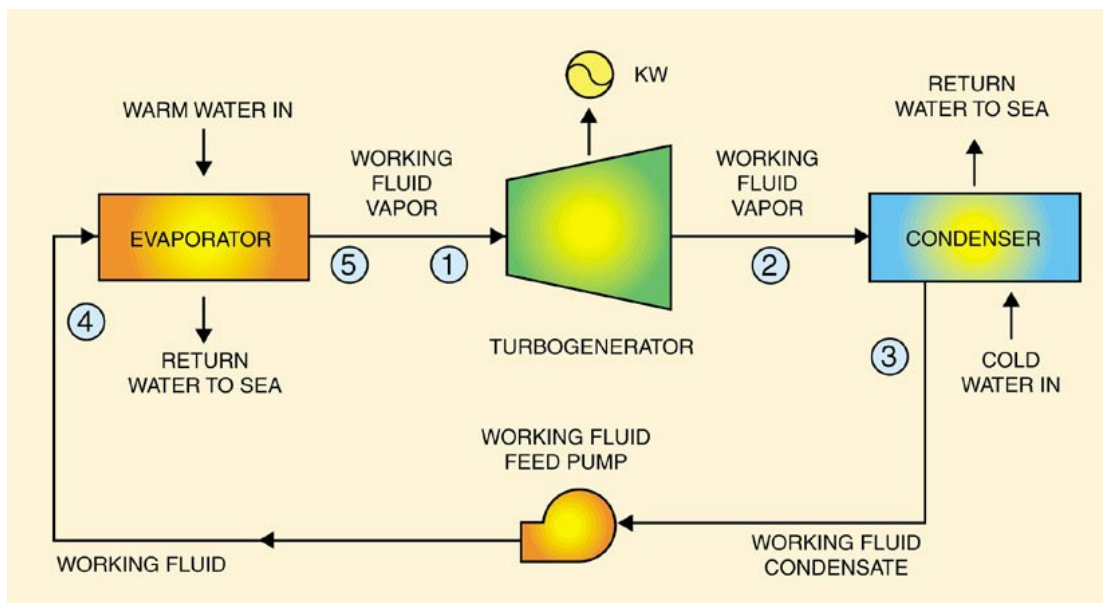 KW
RETURN
WATER TO SEA
WARM WATER IN
WORKING
FLUID
VAPOR
WORKING
FLUID
VAPOR
EVAPORATOR
CONDENSER
5
1
2
4
3
TURBOGENERATOR
RETURN
WATER TO SEA
COLD
WATER IN
WORKING FLUID
FEED PUMP
WORKING FLUID
WORKING FLUID
CONDENSATE